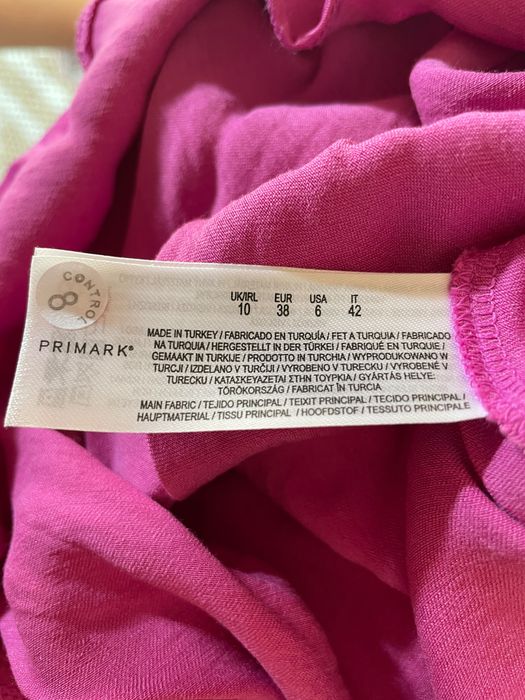 CONTROL
8
PRIMARK®
UK/IRL EUR USA IT
10 38 6 42
MADE IN TURKEY / FABRICADO EN TURQUÍA / FET A TURQUIA / FABRICADO
NA TURQUIA / HERGESTELLT IN DER TÜRKEI / FABRIQUÉ EN TURQUIE /
GEMAAKT IN TURKIJE / PRODOTTO IN TURCHIA / WYPRODUKOWANO W
TURCJI / IZDELANO V TURČIJI / VYROBENO V TURECKU / VYROBENÉ V
TURECKU / ΚΑΤΑΣΚΕΥΑΖΕΤΑΙ ΣΤΗΝ ΤΟΥΡΚΙΑ / GYÁRTÁS HELYE:
TÖRÖKORSZÁG / FABRICAT ÎN TURCIA
MAIN FABRIC / TEJIDO PRINCIPAL / TEIXIT PRINCIPAL / TECIDO PRINCIPAL /
HAUPTMATERIAL / TISSU PRINCIPAL / HOOFDSTOF / TESSUTO PRINCIPALE